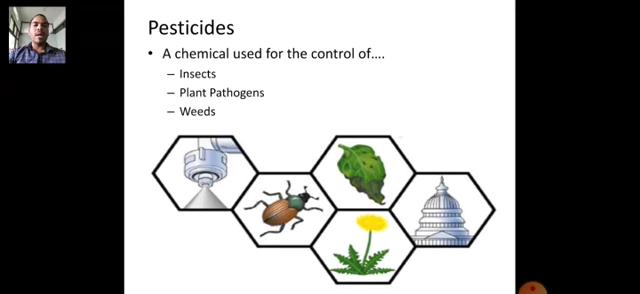 Pesticides
• A chemical used for the control of….
– Insects
– Plant Pathogens
– Weeds